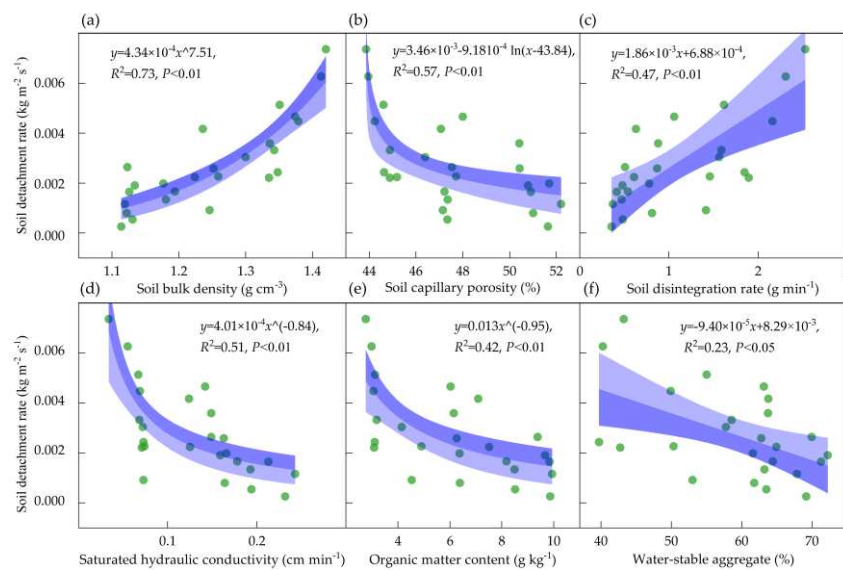 (a)
(b)
(c)
y=4.34×10⁻⁴x^7.51,
R²=0.73, P<0.01
y=3.46×10⁻³-9.1810⁻⁴ ln(x-43.84),
R²=0.57, P<0.01
y=1.86×10⁻³x+6.88×10⁻⁴,
R²=0.47, P<0.01
Soil detachment rate (kg m⁻² s⁻¹)
0.006
0.004
0.002
0.000
1.1 1.2 1.3 1.4
44 46 48 50 52
0 1 2
Soil bulk density (g cm⁻³)
Soil capillary porosity (%)
Soil disintegration rate (g min⁻¹)
(d)
(e)
(f)
y=4.01×10⁻⁴x^(-0.84),
R²=0.51, P<0.01
y=0.013x^(-0.95),
R²=0.42, P<0.01
y=-9.40×10⁻⁵x+8.29×10⁻³,
R²=0.23, P<0.05
Soil detachment rate (kg m⁻² s⁻¹)
0.006
0.004
0.002
0.000
0.1 0.2
4 6 8 10
40 50 60 70
Saturated hydraulic conductivity (cm min⁻¹)
Organic matter content (g kg⁻¹)
Water-stable aggregate (%)